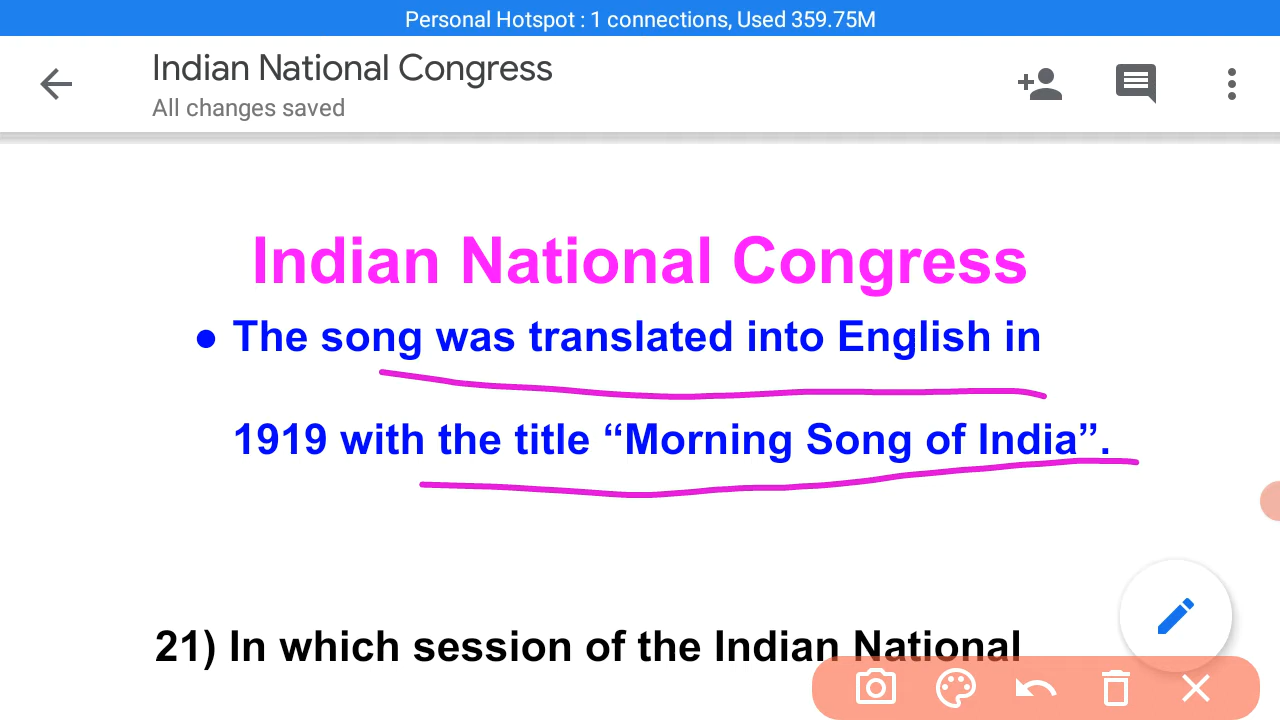 Personal Hotspot : 1 connections, Used 359.75M
Indian National Congress
All changes saved
Indian National Congress
● The song was translated into English in
1919 with the title “Morning Song of India”.
21) In which session of the Indian National